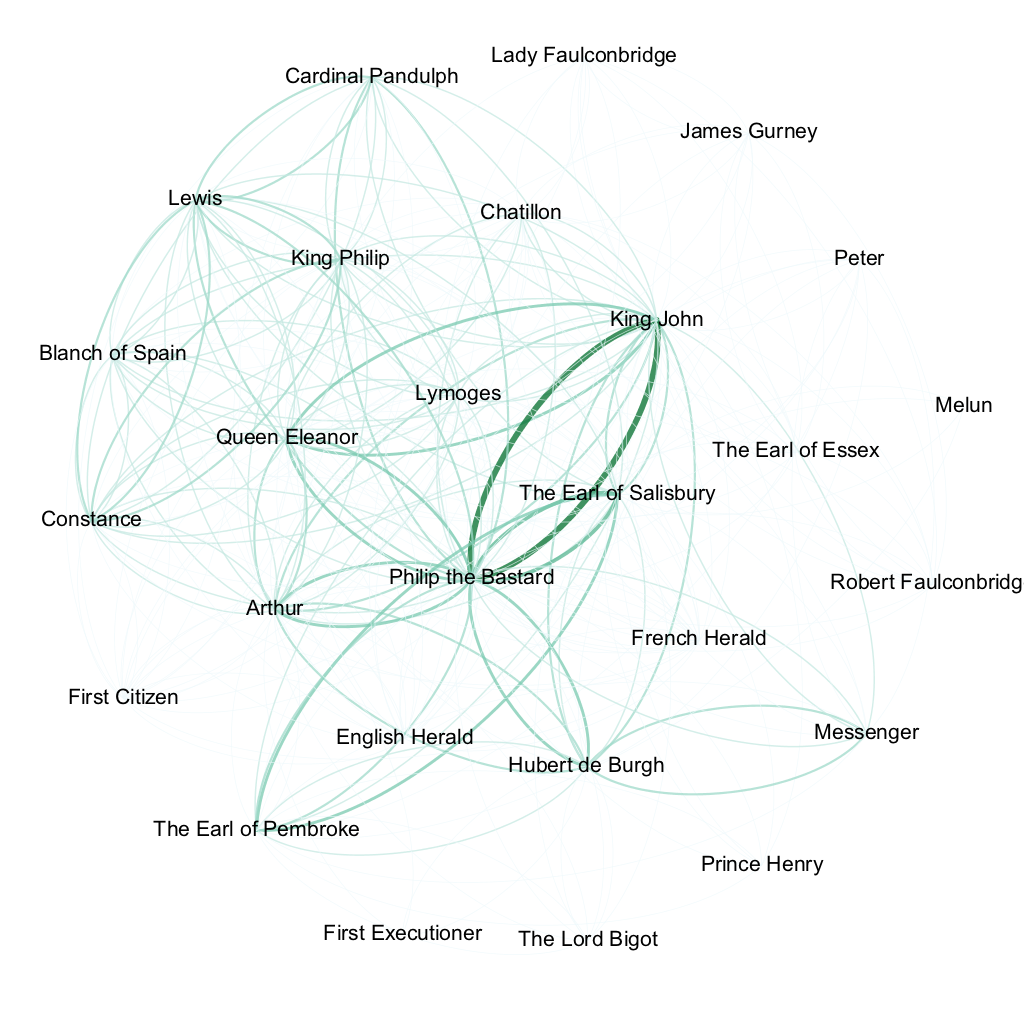 Lady Faulconbridge
Cardinal Pandulph
James Gurney
Lewis
Chatillon
King Philip
Peter
King John
Blanch of Spain
Lymoges
Melun
Queen Eleanor
The Earl of Essex
The Earl of Salisbury
Constance
Philip the Bastard
Robert Faulconbridg
Arthur
French Herald
First Citizen
Messenger
English Herald
Hubert de Burgh
The Earl of Pembroke
Prince Henry
First Executioner
The Lord Bigot